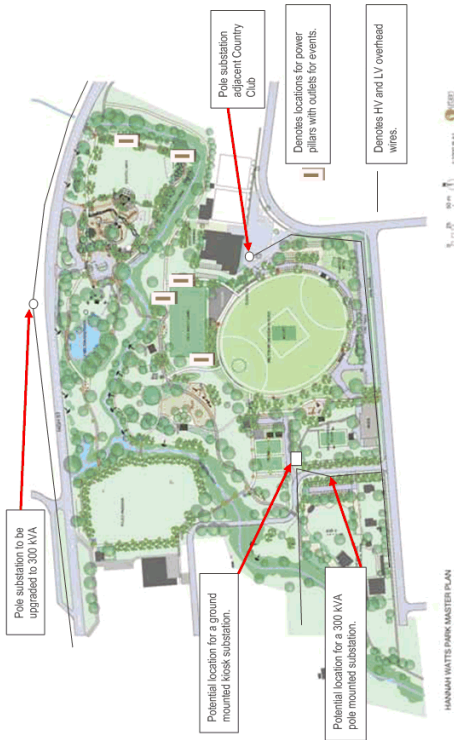 Pole substation to be
upgraded to 300 kVA
Pole substation
adjacent Country
Club
Denotes locations for power
pillars with outlets for events.
Denotes HV and LV overhead
wires.
Potential location for a ground
mounted kiosk substation.
Potential location for a 300 kVA
pole mounted substation.
HIGH ST
HANNAH WATTS PARK MASTER PLAN